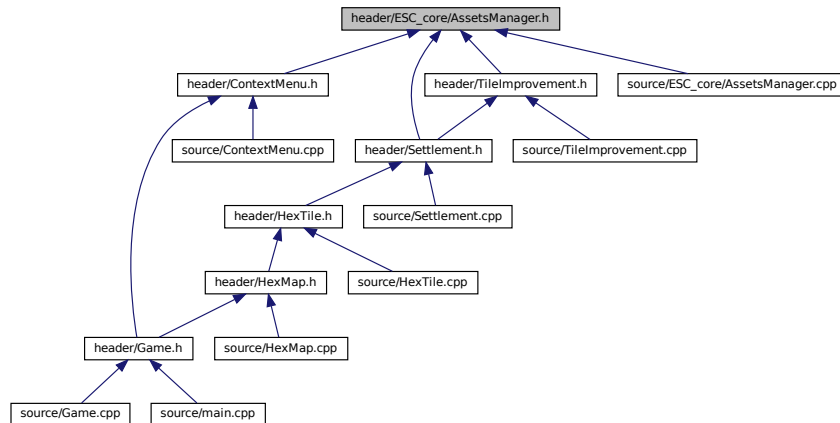 header/ESC_core/AssetsManager.h
header/ContextMenu.h
header/TileImprovement.h
source/ESC_core/AssetsManager.cpp
source/ContextMenu.cpp
header/Settlement.h
source/TileImprovement.cpp
header/HexTile.h
source/Settlement.cpp
header/HexMap.h
source/HexTile.cpp
header/Game.h
source/HexMap.cpp
source/Game.cpp
source/main.cpp